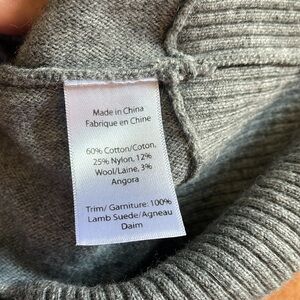 Made in China
Fabrique en Chine
60% Cotton/Coton,
25% Nylon, 12%
Wool/Laine, 3%
Angora
Trim/ Garniture: 100%
Lamb Suede/Agneau
Daim